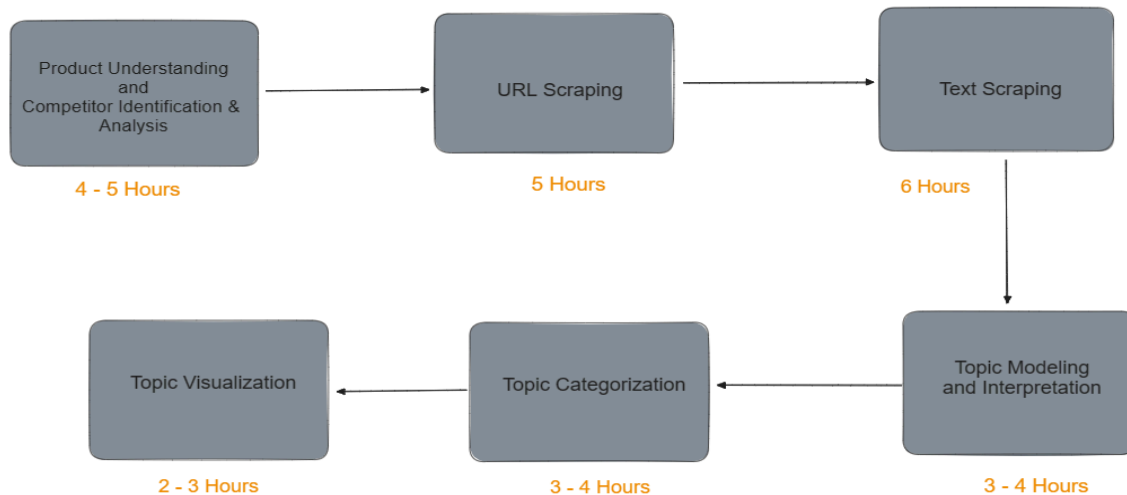 Product Understanding
and
Competitor Identification &
Analysis
4 - 5 Hours
URL Scraping
5 Hours
Text Scraping
6 Hours
Topic Modeling
and Interpretation
3 - 4 Hours
Topic Categorization
3 - 4 Hours
Topic Visualization
2 - 3 Hours